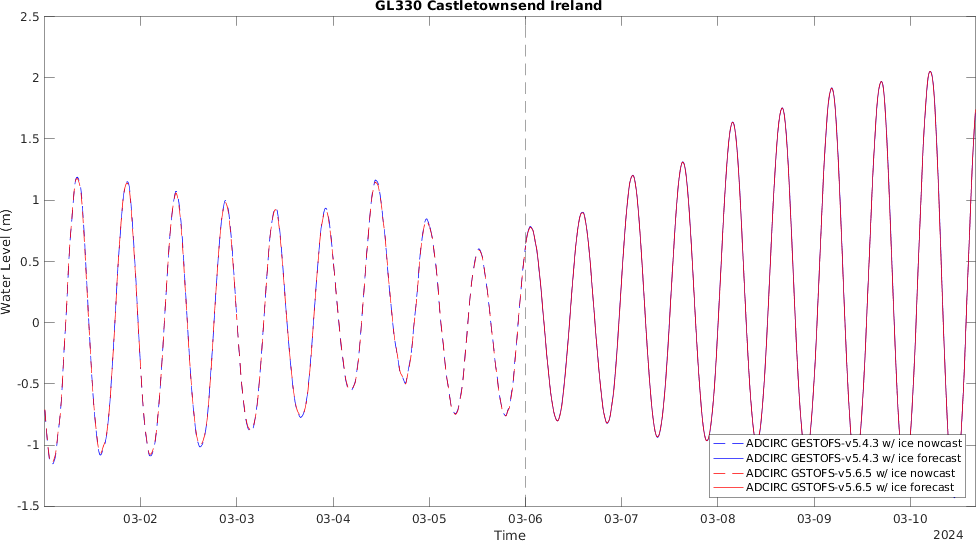 GL330 Castletownsend Ireland
2.5
2
1.5
1
0.5
0
-0.5
-1
-1.5
Water Level (m)
ADCIRC GESTOFS-v5.4.3 w/ ice nowcast
ADCIRC GESTOFS-v5.4.3 w/ ice forecast
ADCIRC GSTOFS-v5.6.5 w/ ice nowcast
ADCIRC GSTOFS-v5.6.5 w/ ice forecast
03-02 03-03 03-04 03-05 03-06 03-07 03-08 03-09 03-10
Time
2024